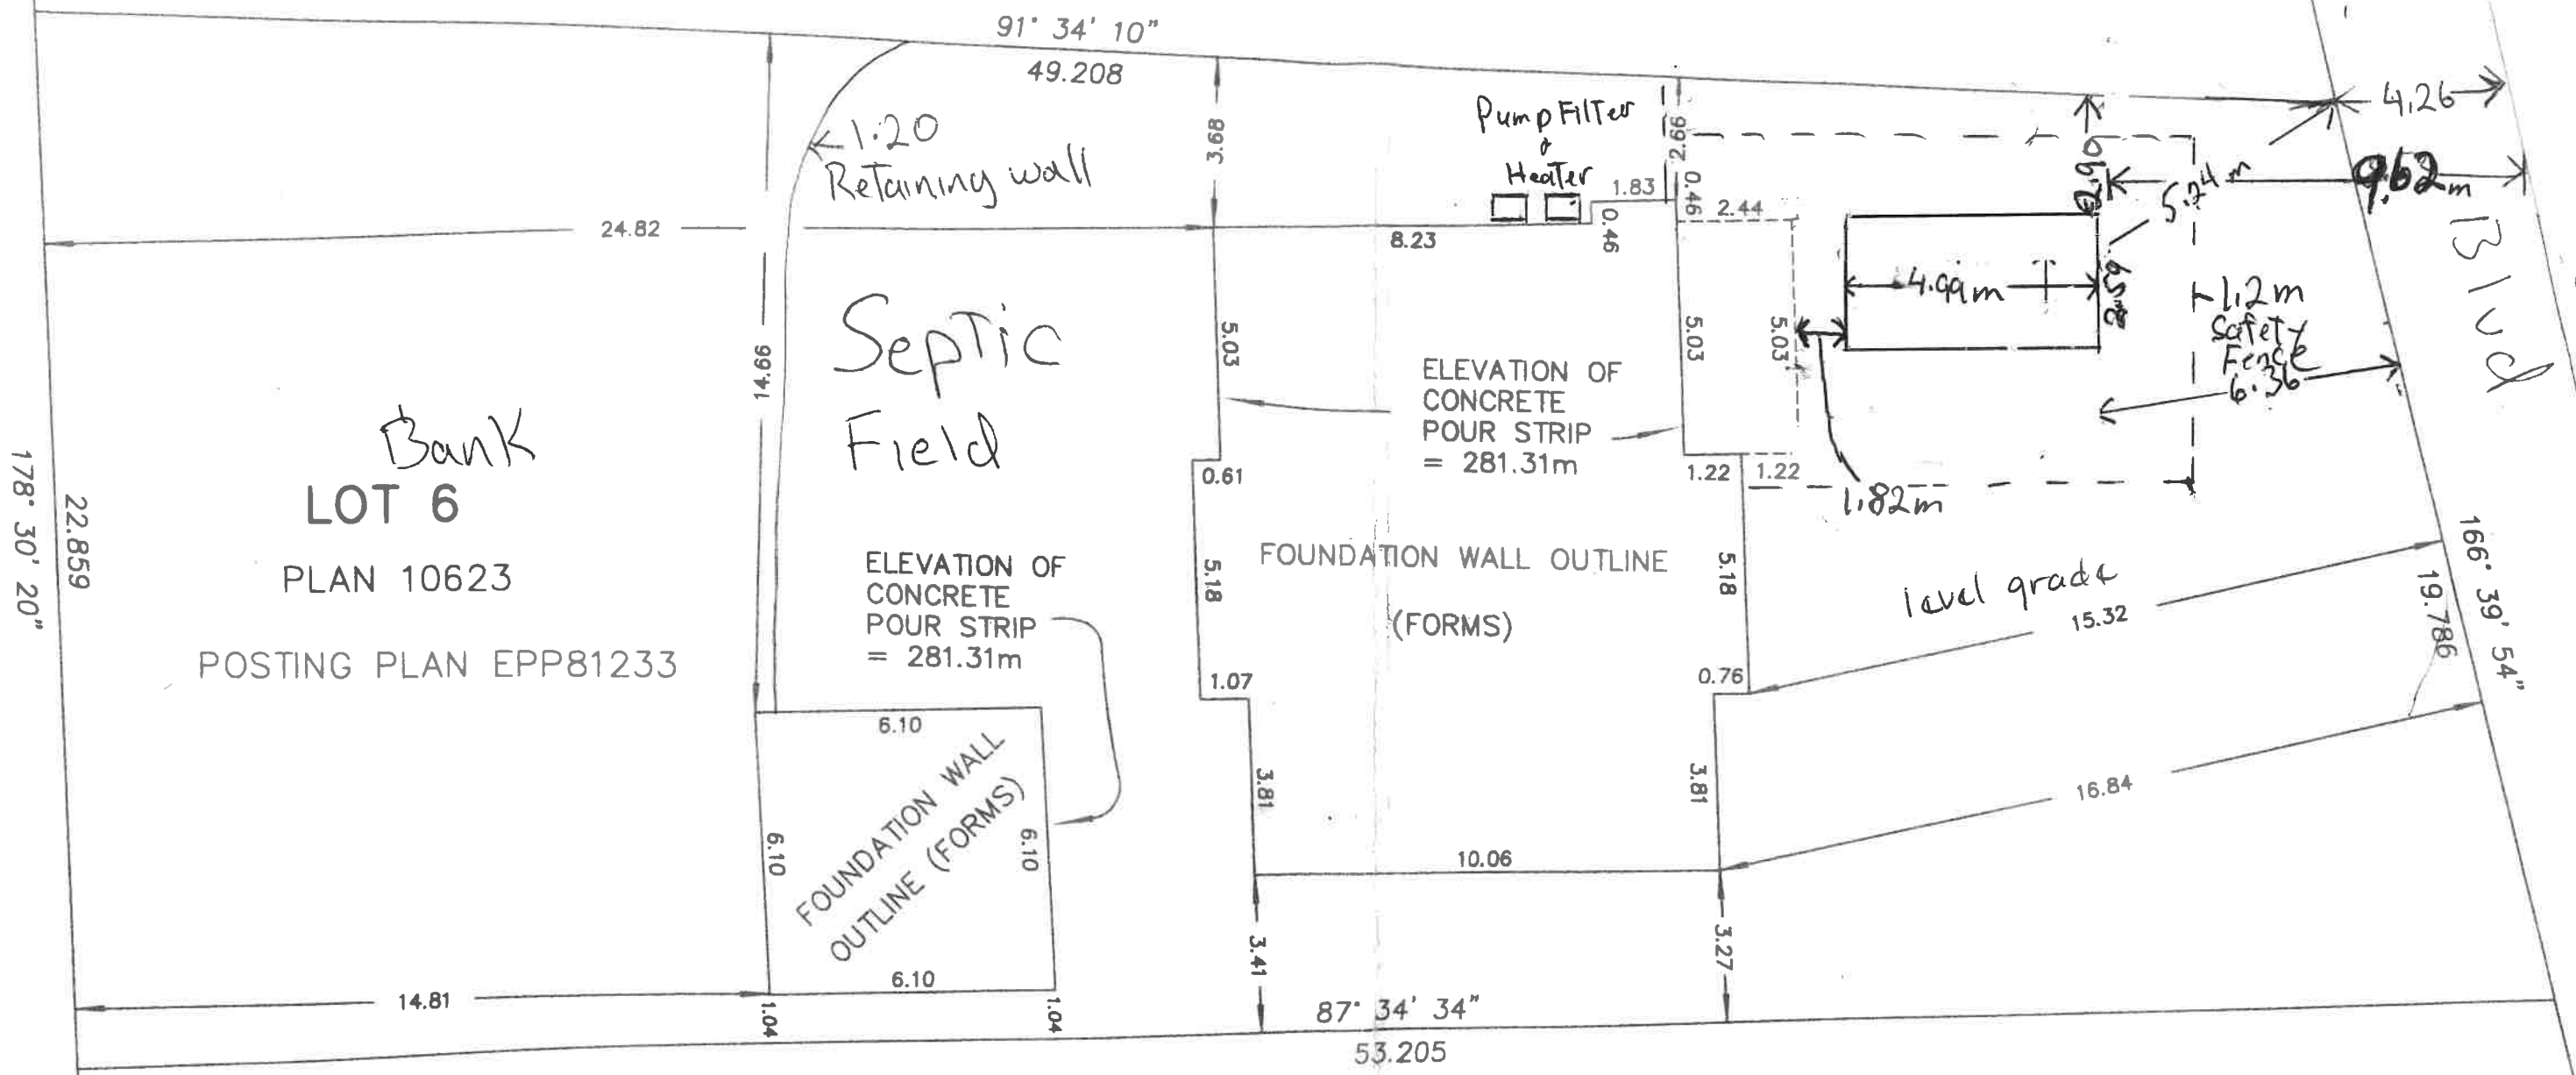 91° 34' 10"
49.208
4.26
9.62m
Pump Filter
&
Heater
1.20
Retaining wall
3.68
2.99
0.46
1.83
0.46
2.44
5.24m
Blvd
24.82
8.23
4.99m
1.2m
Safety
Fence
6.36
14.99
Septic
Field
5.03
ELEVATION OF
CONCRETE
POUR STRIP
= 281.31m
5.03
5.03
Bank
LOT 6
PLAN 10623
POSTING PLAN EPP81233
178° 30' 20"
22.859
0.61
1.22
1.22
1.82m
ELEVATION OF
CONCRETE
POUR STRIP
= 281.31m
5.18
FOUNDATION WALL OUTLINE
(FORMS)
5.18
level grade
15.32
166° 39' 54"
19.786
1.07
0.76
6.10
6.10
FOUNDATION WALL
OUTLINE (FORMS)
6.10
3.81
3.81
16.84
10.06
6.10
14.81
1.04
1.04
3.41
3.27
87° 34' 34"
53.205